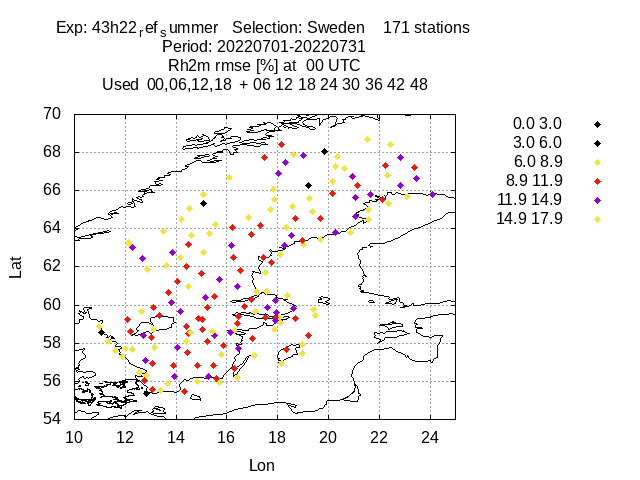 Exp: 43h22refsummer Selection: Sweden 171 stations
Period: 20220701-20220731
Rh2m rmse [%] at 00 UTC
Used 00,06,12,18 + 06 12 18 24 30 36 42 48
70
68
66
64
62
60
58
56
54
10 12 14 16 18 20 22 24
Lat
Lon
0.0 3.0
3.0 6.0
6.0 8.9
8.9 11.9
11.9 14.9
14.9 17.9